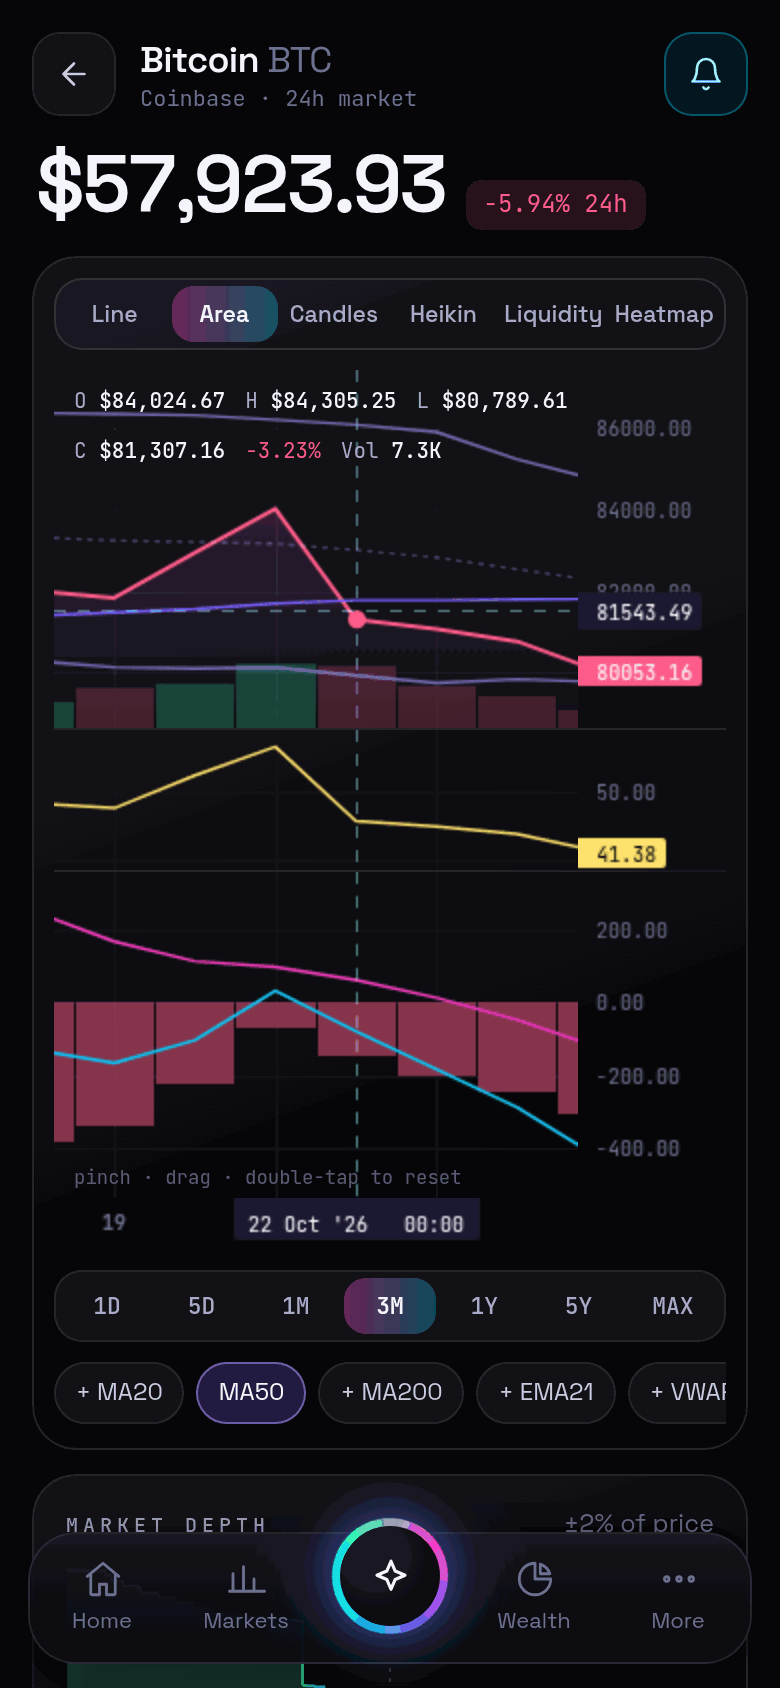 Bitcoin BTC
Coinbase · 24h market
$57,923.93 -5.94% 24h
Line Area Candles Heikin Liquidity Heatmap
O $84,024.67 H $84,305.25 L $80,789.61
C $81,307.16 -3.23% Vol 7.3K
86000.00
84000.00
82000.00
81543.49
80053.16
50.00
41.38
200.00
0.00
-200.00
-400.00
pinch · drag · double-tap to reset
19 22 Oct '26 00:00
1D 5D 1M 3M 1Y 5Y MAX
+ MA20 MA50 + MA200 + EMA21 + VWAP
MARKET DEPTH ±2% of price
Home Markets Wealth More